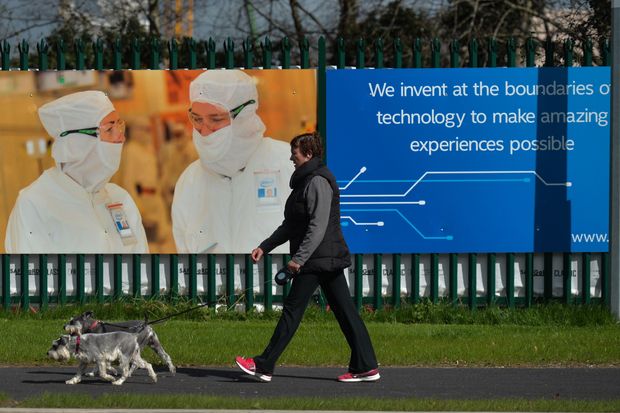 We invent at the boundaries of
technology to make amazing
experiences possible
www.